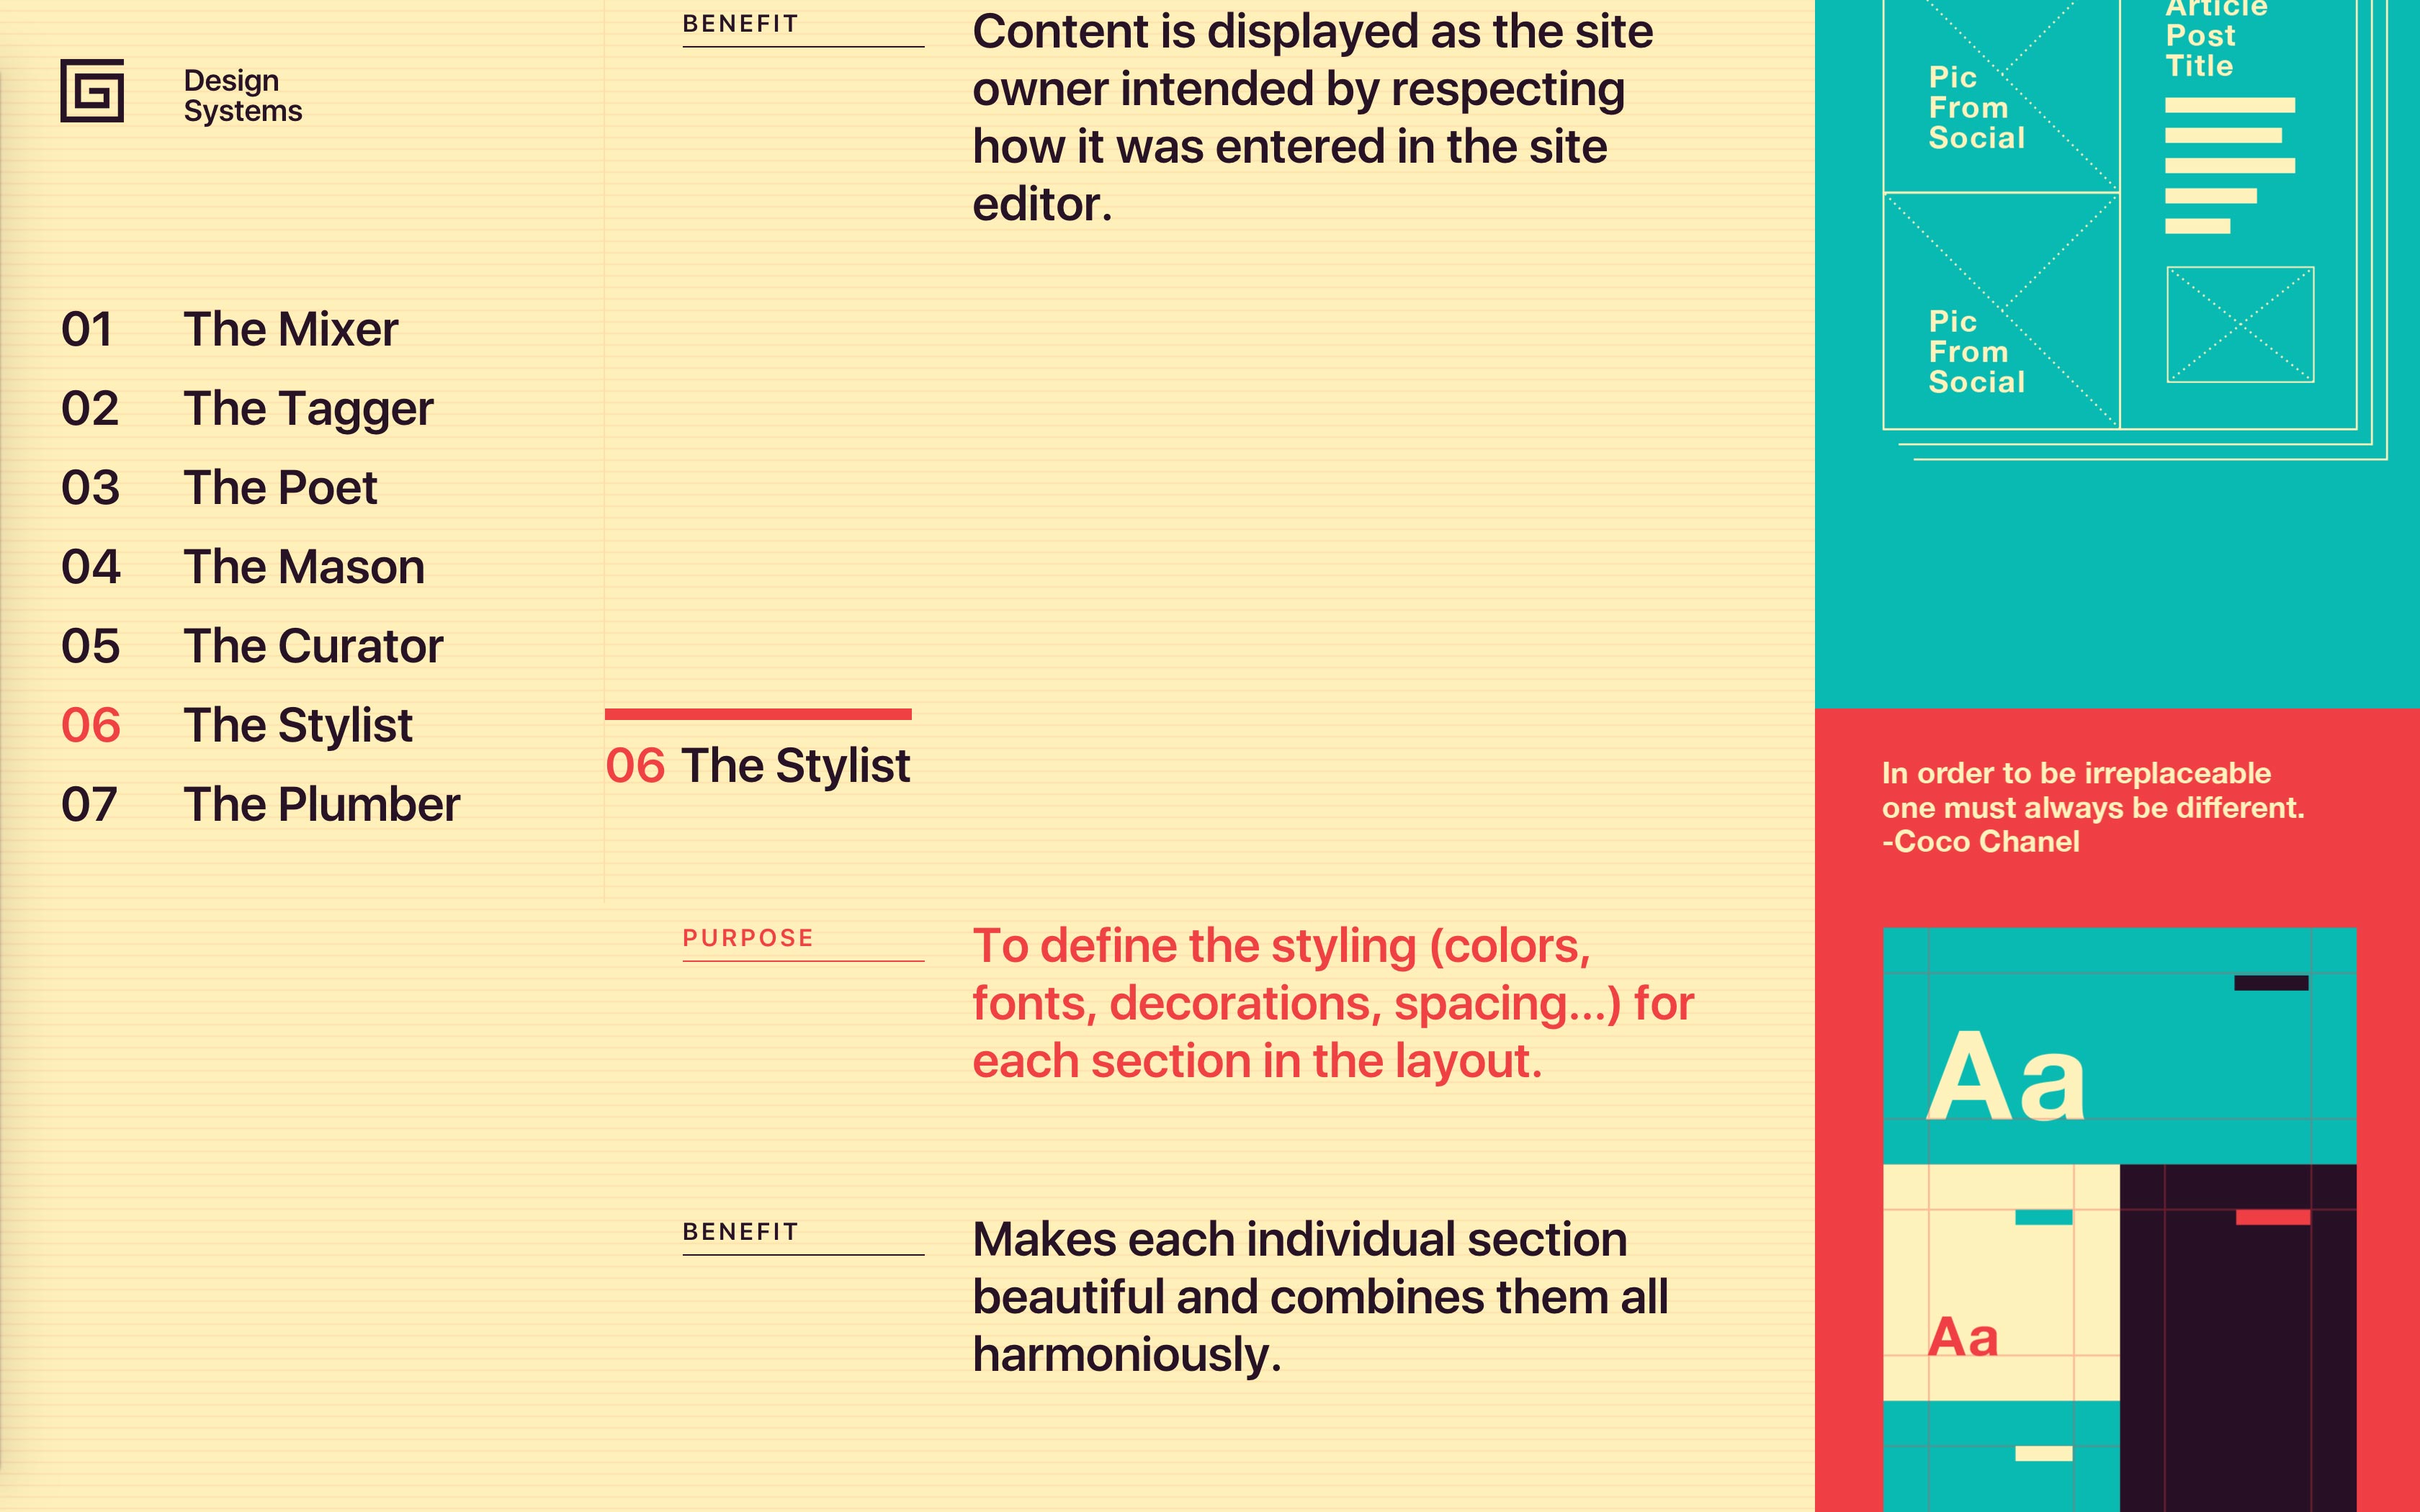 Design
Systems
01 The Mixer
02 The Tagger
03 The Poet
04 The Mason
05 The Curator
06 The Stylist
07 The Plumber
BENEFIT
Content is displayed as the site
owner intended by respecting
how it was entered in the site
editor.
06 The Stylist
PURPOSE
To define the styling (colors,
fonts, decorations, spacing...) for
each section in the layout.
BENEFIT
Makes each individual section
beautiful and combines them all
harmoniously.
Pic
From
Social
Article
Post
Title
Pic
From
Social
In order to be irreplaceable
one must always be different.
-Coco Chanel
Aa
Aa